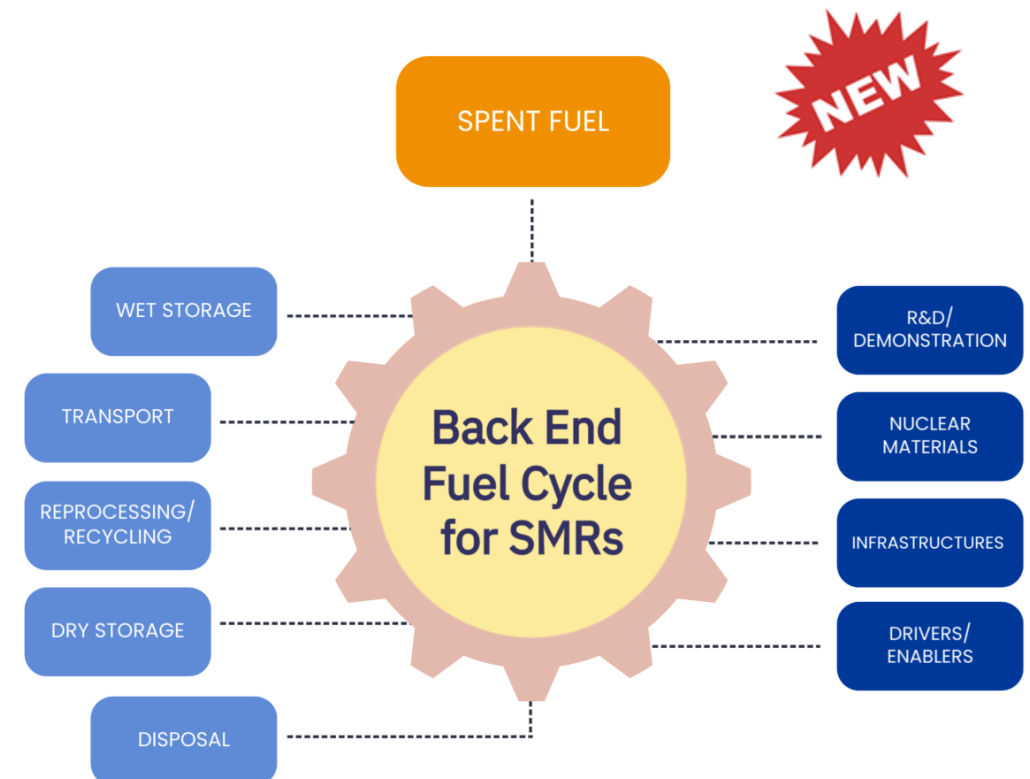 SPENT FUEL
NEW
WET STORAGE
TRANSPORT
REPROCESSING/
RECYCLING
DRY STORAGE
DISPOSAL
Back End
Fuel Cycle
for SMRs
R&D/
DEMONSTRATION
NUCLEAR
MATERIALS
INFRASTRUCTURES
DRIVERS/
ENABLERS